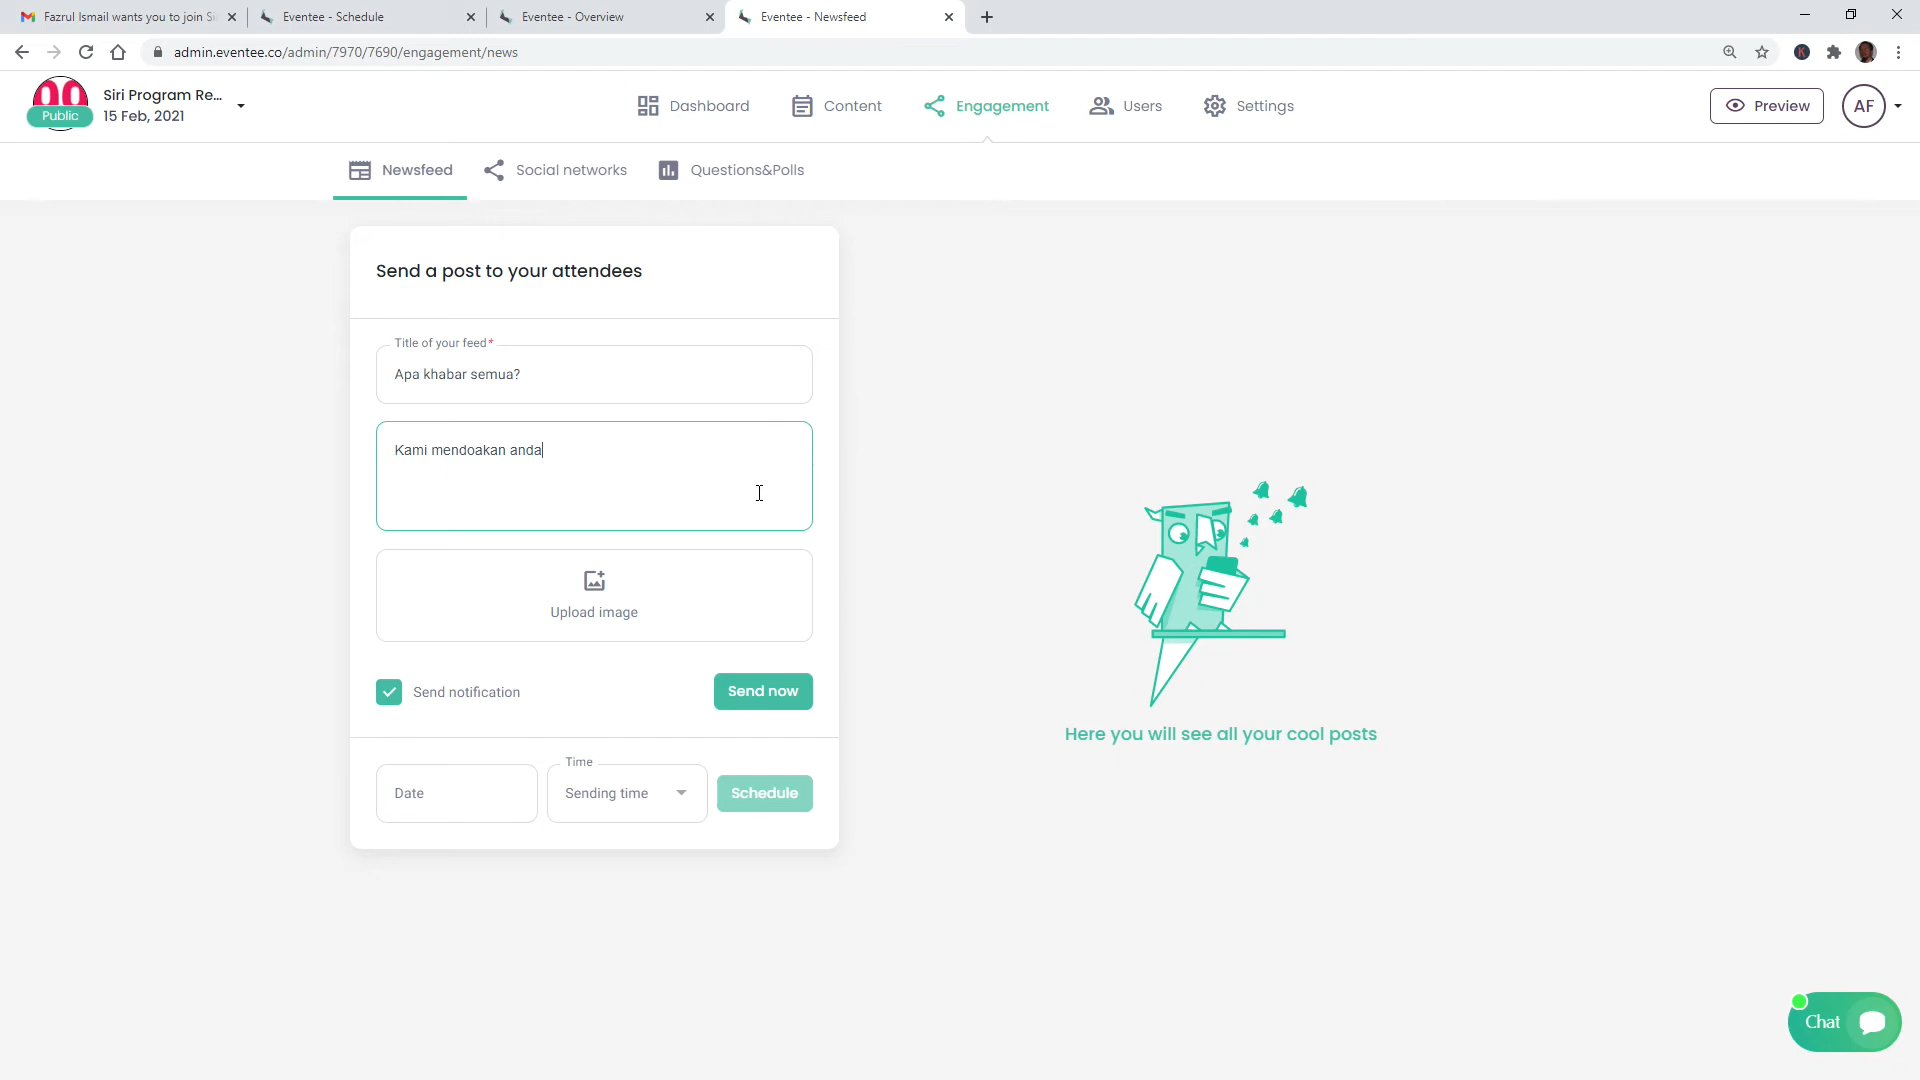 Fazrul Ismail wants you to join Si
Eventee - Schedule
Eventee - Overview
Eventee - Newsfeed
admin.eventee.co/admin/7970/7690/engagement/news
Public
Siri Program Re...
15 Feb, 2021
Dashboard
Content
Engagement
Users
Settings
Preview
AF
Newsfeed
Social networks
Questions&Polls
Send a post to your attendees
Title of your feed*
Apa khabar semua?
Kami mendoakan anda
Upload image
Send notification
Send now
Date
Time
Sending time
Schedule
Here you will see all your cool posts
Chat